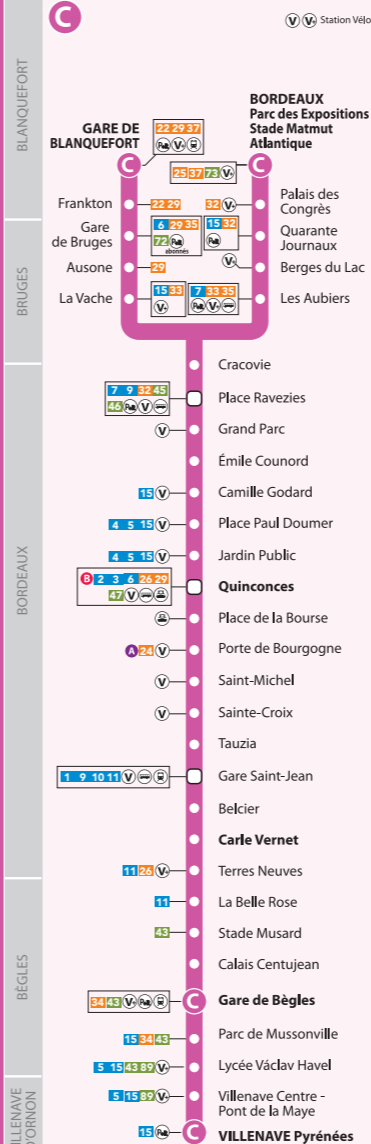 C
V V+ Station Vélo
BLANQUEFORT
GARE DE
BLANQUEFORT
22 29 37
P+R V+
BORDEAUX
Parc des Expositions
Stade Matmut
Atlantique
25 37 73 V+
C
C
Frankton
22 29
32 V+
Palais des
Congrès
Gare
de Bruges
6 29 35
72 P+R
abonnés
15 32
P+R
Quarante
Journaux
BRUGES
Ausone
29
V+
Berges du Lac
La Vache
15 33
V+
7 33 35
P+R V+
Les Aubiers
BORDEAUX
Cracovie
7 9 32 45
46 P+R V
Place Ravezies
V
Grand Parc
Émile Counord
15 V
Camille Godard
4 5 15 V
Place Paul Doumer
4 5 15 V
Jardin Public
B 2 3 6 26 29
47 V
Quinconces
Place de la Bourse
A 24 V
Porte de Bourgogne
V
Saint-Michel
V
Sainte-Croix
Tauzia
1 9 10 11 V
Gare Saint-Jean
Belcier
Carle Vernet
11 26 V+
Terres Neuves
BÈGLES
11
La Belle Rose
43
Stade Musard
Calais Centujean
34 43 V+ P+R
C
Gare de Bègles
15 34 43
Parc de Mussonville
5 15 43 89 V+
Lycée Václav Havel
VILLENAVE
D'ORNON
5 15 89 V+
Villenave Centre -
Pont de la Maye
15 P+R
C
VILLENAVE Pyrénées